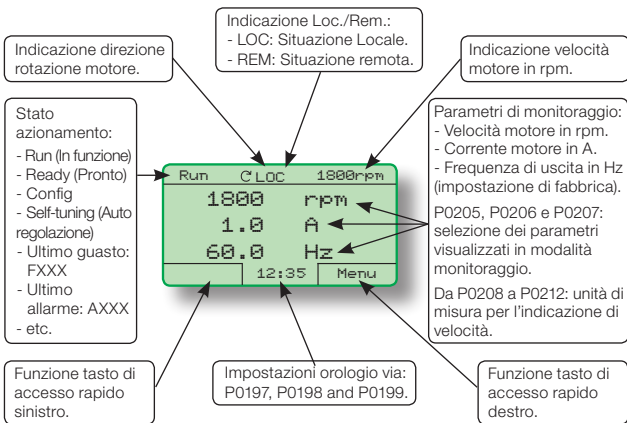 Indicazione Loc./Rem.:
- LOC: Situazione Locale.
- REM: Situazione remota.
Indicazione direzione
rotazione motore.
Indicazione velocità
motore in rpm.
Stato
azionamento:
- Run (In funzione)
- Ready (Pronto)
- Config
- Self-tuning (Auto
regolazione)
- Ultimo guasto:
FXXX
- Ultimo
allarme: AXXX
- etc.
Run LOC 1800rpm
1800 rpm
1.0 A
60.0 Hz
12:35 Menu
Parametri di monitoraggio:
- Velocità motore in rpm.
- Corrente motore in A.
- Frequenza di uscita in Hz
(impostazione di fabbrica).
P0205, P0206 e P0207:
selezione dei parametri
visualizzati in modalità
monitoraggio.
Da P0208 a P0212: unità di
misura per l'indicazione di
velocità.
Funzione tasto di
accesso rapido
sinistro.
Impostazioni orologio via:
P0197, P0198 and P0199.
Funzione tasto di
accesso rapido
destro.